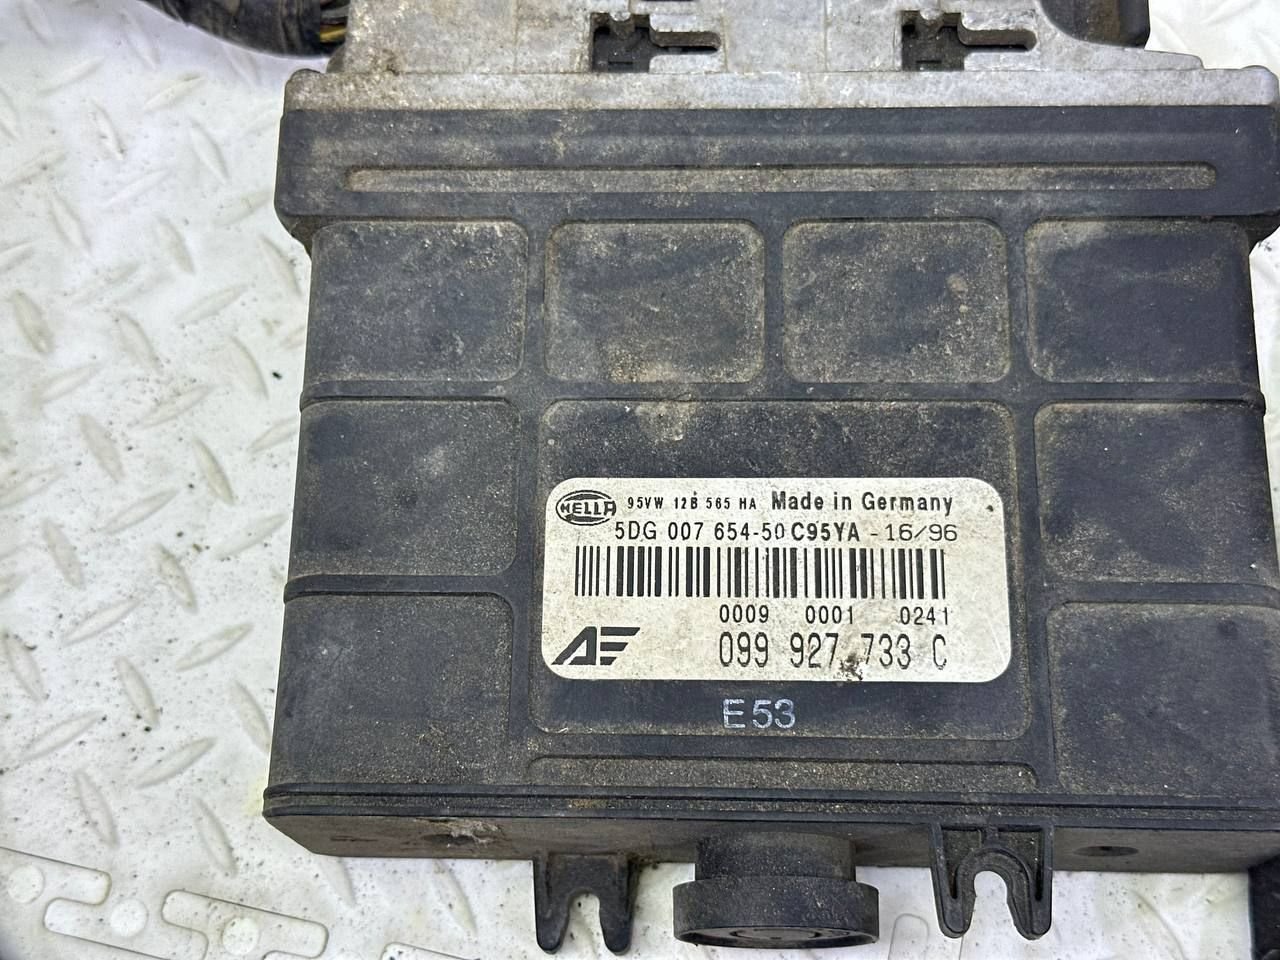 HELLA 95VW 12B 565 HA Made in Germany
5DG 007 654-50 C95YA - 16/96
0009 0001 0241
AE 099 927 733 C
E53